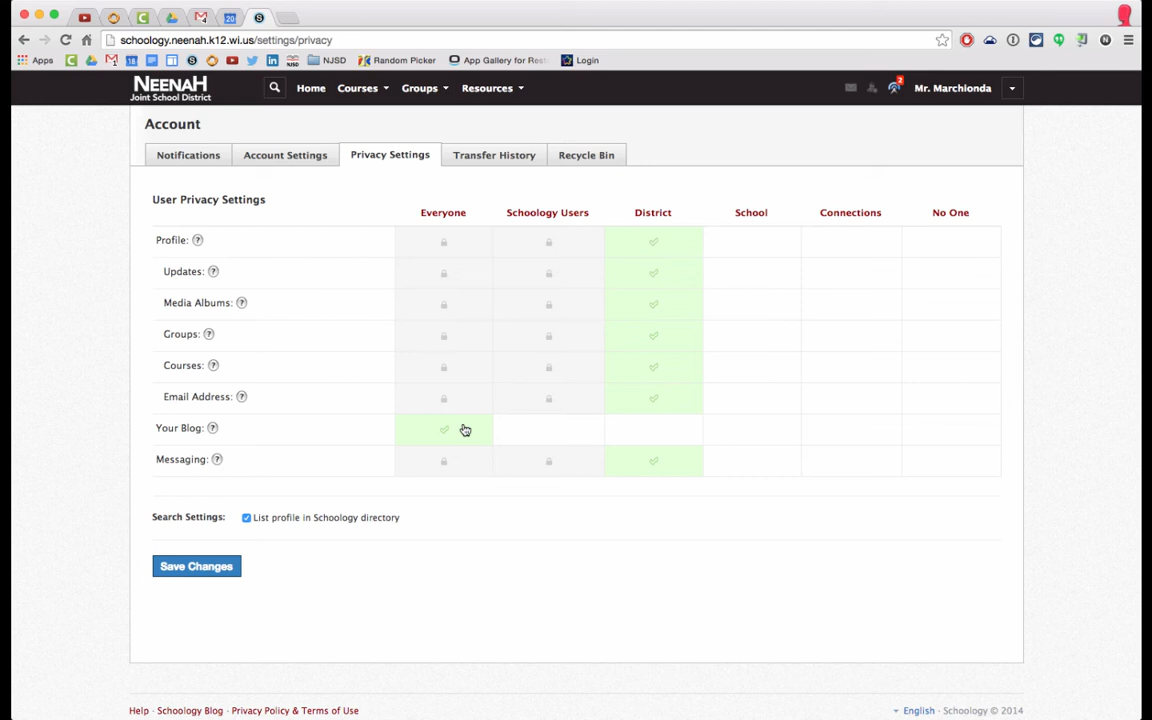 schoology.neenah.k12.wi.us/settings/privacy
Apps NJSD Random Picker App Gallery for Rest Login
NEENAH
Joint School District
Home Courses Groups Resources 2 Mr. Marchionda
Account
Notifications Account Settings Privacy Settings Transfer History Recycle Bin
User Privacy Settings
Everyone Schoology Users District School Connections No One
Profile: ?
Updates: ?
Media Albums: ?
Groups: ?
Courses: ?
Email Address: ?
Your Blog: ?
Messaging: ?
Search Settings: List profile in Schoology directory
Save Changes
Help · Schoology Blog · Privacy Policy & Terms of Use English · Schoology © 2014